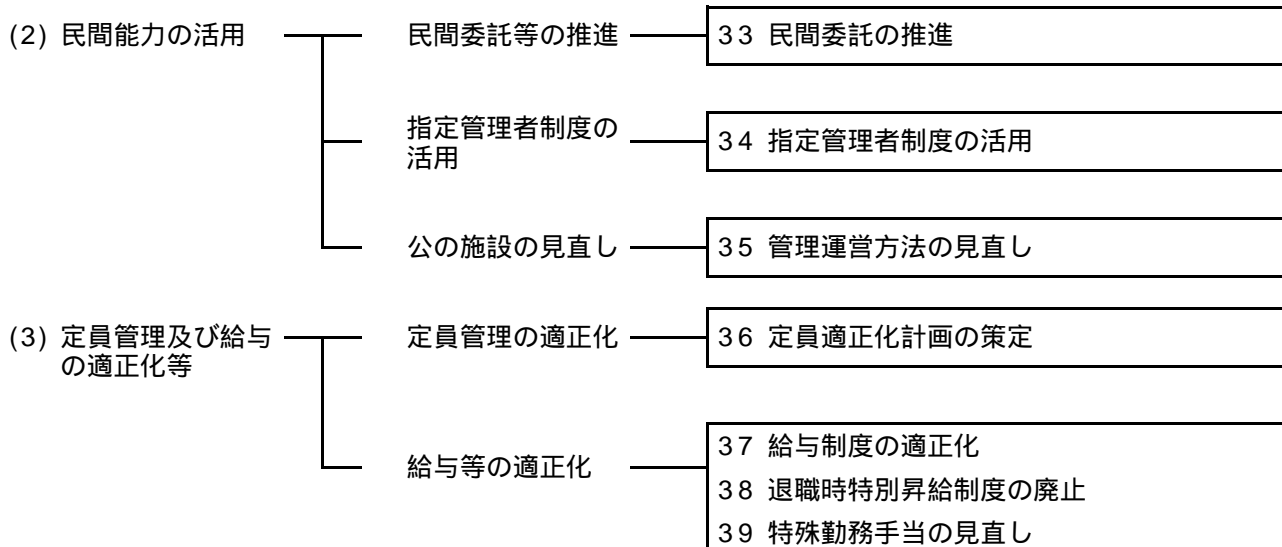 (2) 民間能力の活用
民間委託等の推進
33 民間委託の推進
指定管理者制度の
活用
34 指定管理者制度の活用
公の施設の見直し
35 管理運営方法の見直し
(3) 定員管理及び給与
の適正化等
定員管理の適正化
36 定員適正化計画の策定
給与等の適正化
37 給与制度の適正化
38 退職時特別昇給制度の廃止
39 特殊勤務手当の見直し